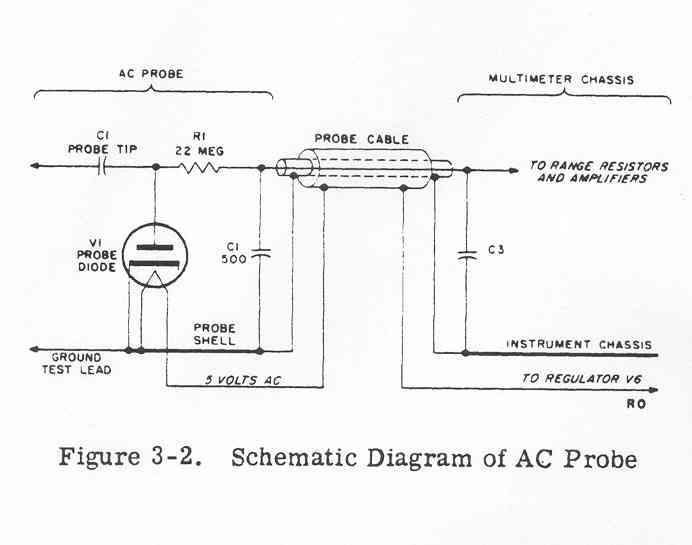 AC PROBE
MULTIMETER CHASSIS
C1
PROBE TIP
R1
22 MEG
PROBE CABLE
TO RANGE RESISTORS
AND AMPLIFIERS
V1
PROBE
DIODE
C1
500
C3
PROBE
SHELL
GROUND
TEST LEAD
INSTRUMENT CHASSIS
5 VOLTS AC
TO REGULATOR V6
RO
Figure 3-2. Schematic Diagram of AC Probe